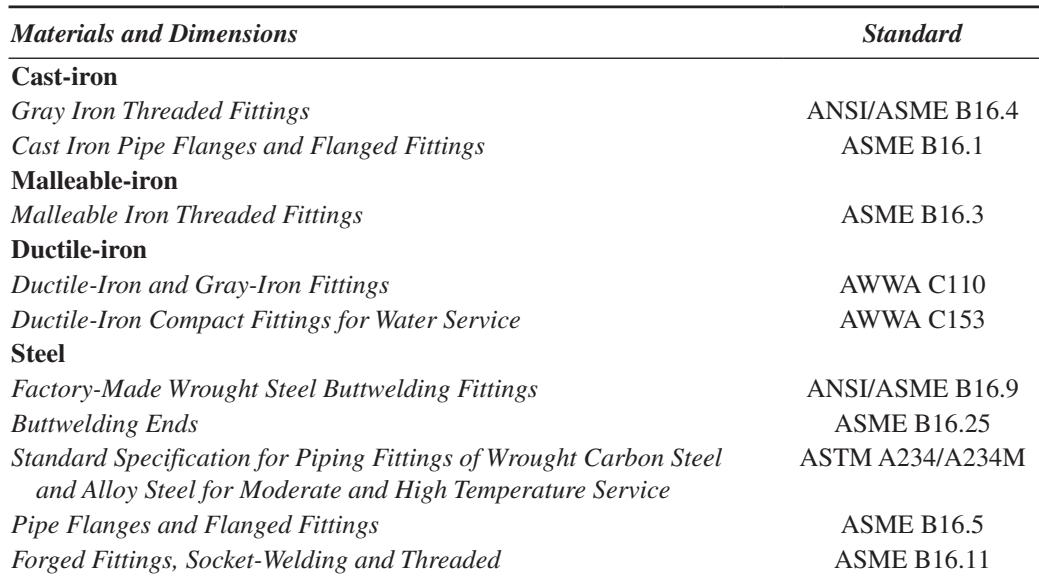 Materials and Dimensions Standard
Cast-iron
Gray Iron Threaded Fittings ANSI/ASME B16.4
Cast Iron Pipe Flanges and Flanged Fittings ASME B16.1
Malleable-iron
Malleable Iron Threaded Fittings ASME B16.3
Ductile-iron
Ductile-Iron and Gray-Iron Fittings AWWA C110
Ductile-Iron Compact Fittings for Water Service AWWA C153
Steel
Factory-Made Wrought Steel Buttwelding Fittings ANSI/ASME B16.9
Buttwelding Ends ASME B16.25
Standard Specification for Piping Fittings of Wrought Carbon Steel ASTM A234/A234M
and Alloy Steel for Moderate and High Temperature Service
Pipe Flanges and Flanged Fittings ASME B16.5
Forged Fittings, Socket-Welding and Threaded ASME B16.11